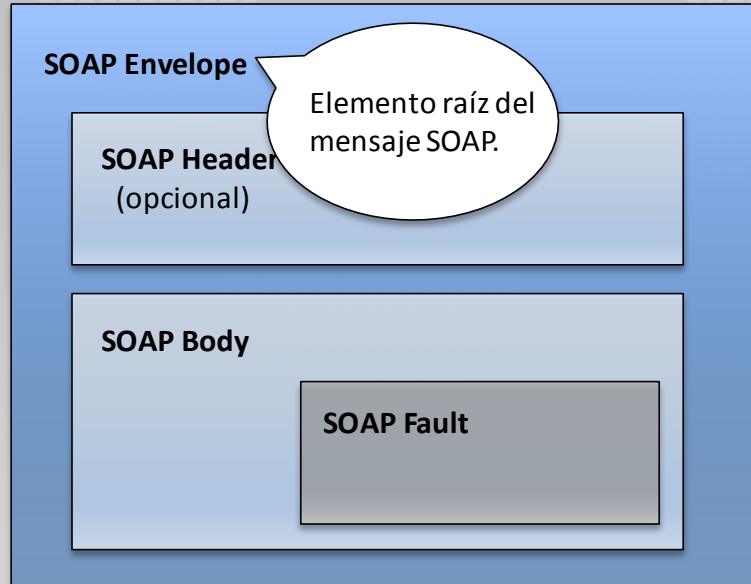 SOAP Envelope
Elemento raíz del
mensaje SOAP.
SOAP Header
(opcional)
SOAP Body
SOAP Fault